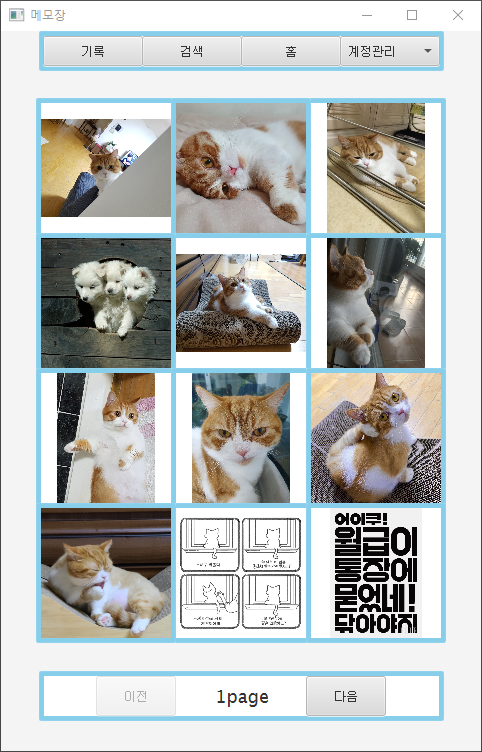 메모장
기록 검색 홈 계정관리
어이쿠!
월급이
통장에
묻었네!
닦아야지
이전 1page 다음